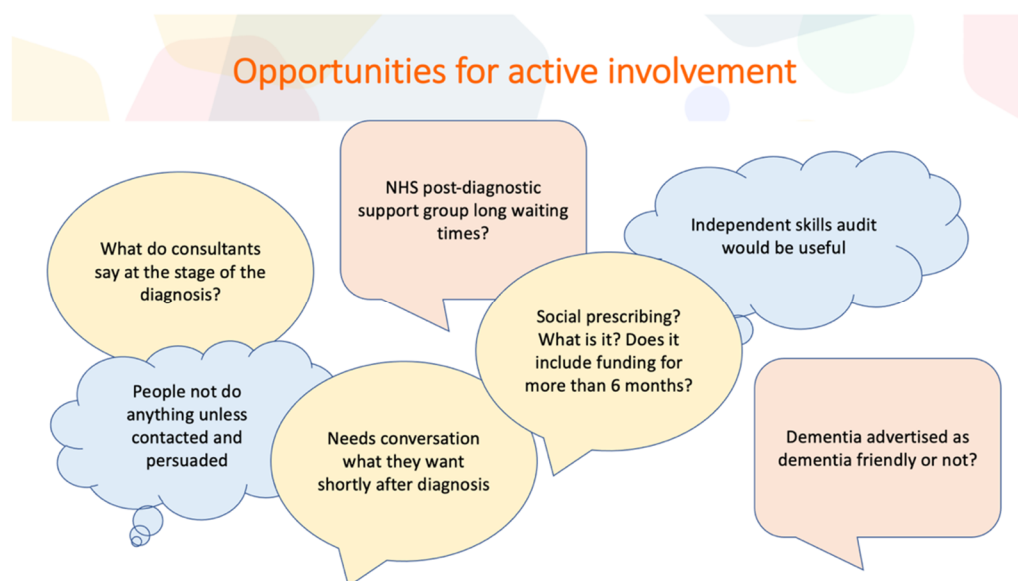 Opportunities for active involvement
NHS post-diagnostic
support group long waiting
times?
Independent skills audit
would be useful
What do consultants
say at the stage of the
diagnosis?
Social prescribing?
What is it? Does it
include funding for
more than 6 months?
People not do
anything unless
contacted and
persuaded
Needs conversation
what they want
shortly after diagnosis
Dementia advertised as
dementia friendly or not?